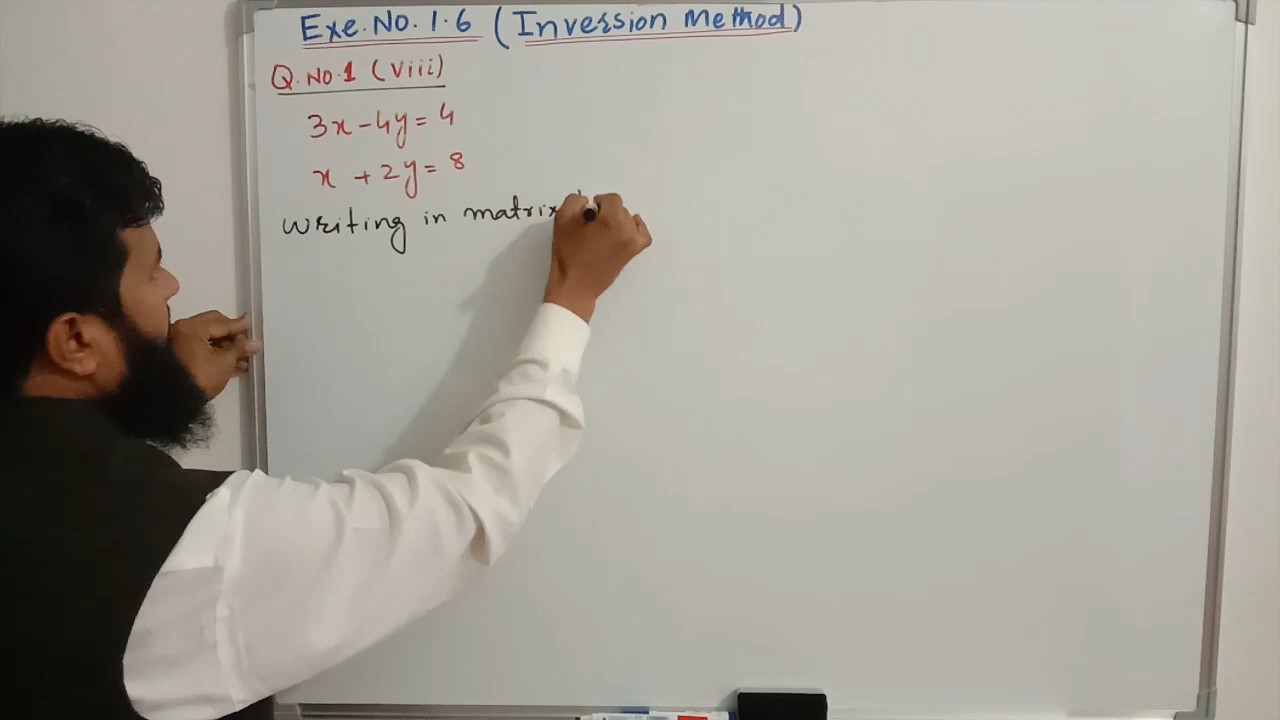 Exe.No.1.6 (Inversion Method)
Q.No.1 (viii)
3x-4y=4
x+2y=8
Writing in matrix